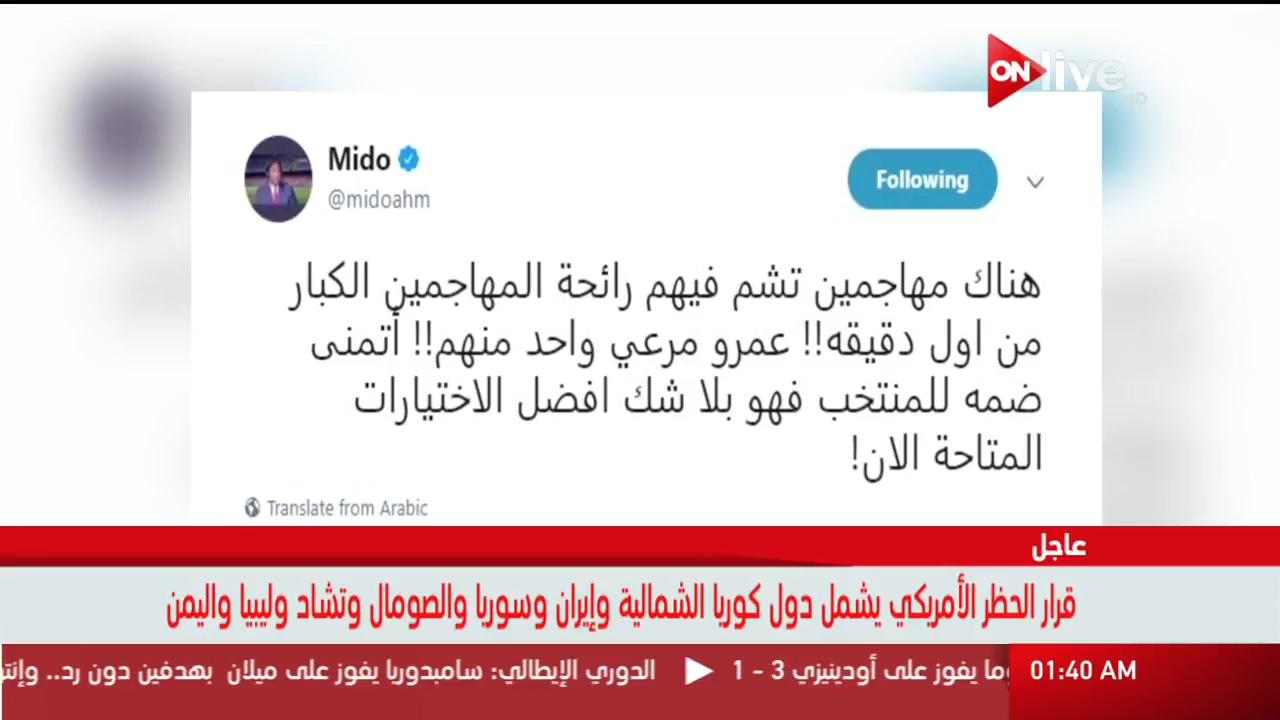 ON live
Mido
@midoahm
Following
هناك مهاجمين تشم فيهم رائحة المهاجمين الكبار
من اول دقيقه!! عمرو مرعي واحد منهم!! أتمنى
ضمه للمنتخب فهو بلا شك افضل الاختيارات
المتاحة الان!
Translate from Arabic
عاجل
قرار الحظر الأمريكي يشمل دول كوريا الشمالية وإيران وسوريا والصومال وتشاد وليبيا واليمن
يفوز على أودينيزي 3 - 1 ▶ الدوري الإيطالي: سامبدوريا يفوز على ميلان بهدفين دون رد..
01:40 AM